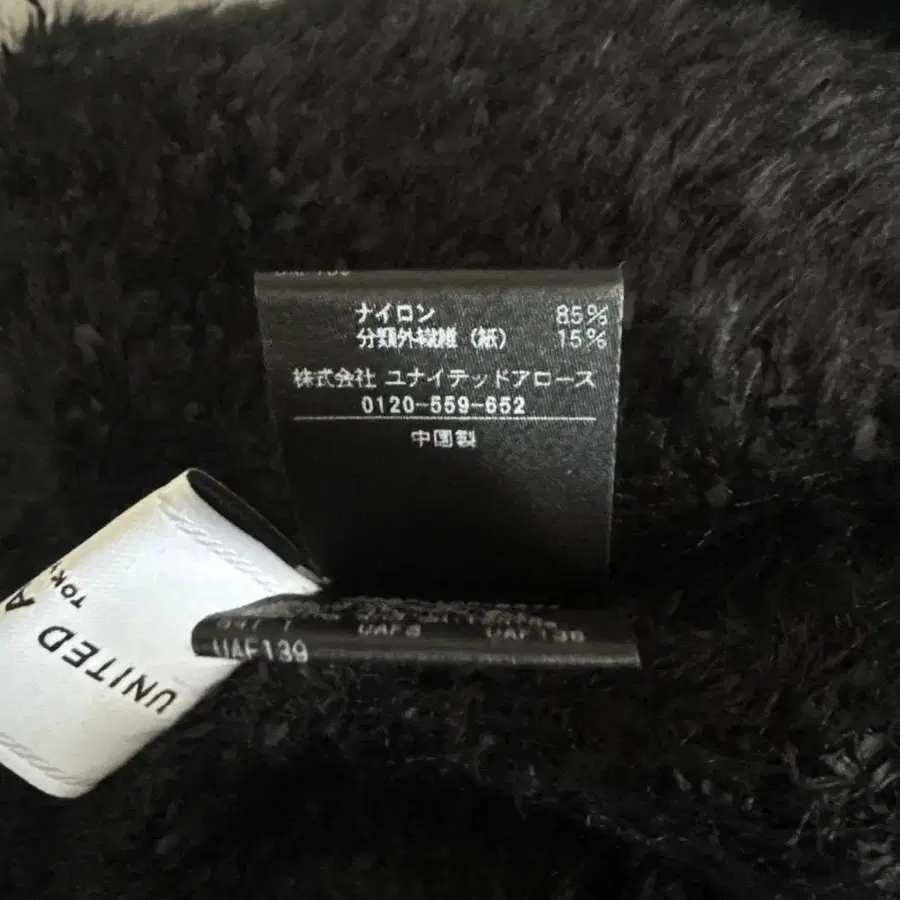 ナイロン 85%
分類外繊維（紙） 15%
株式会社 ユナイテッドアローズ
0120-559-652
中国製
UNITED A
TOKY
UAF139